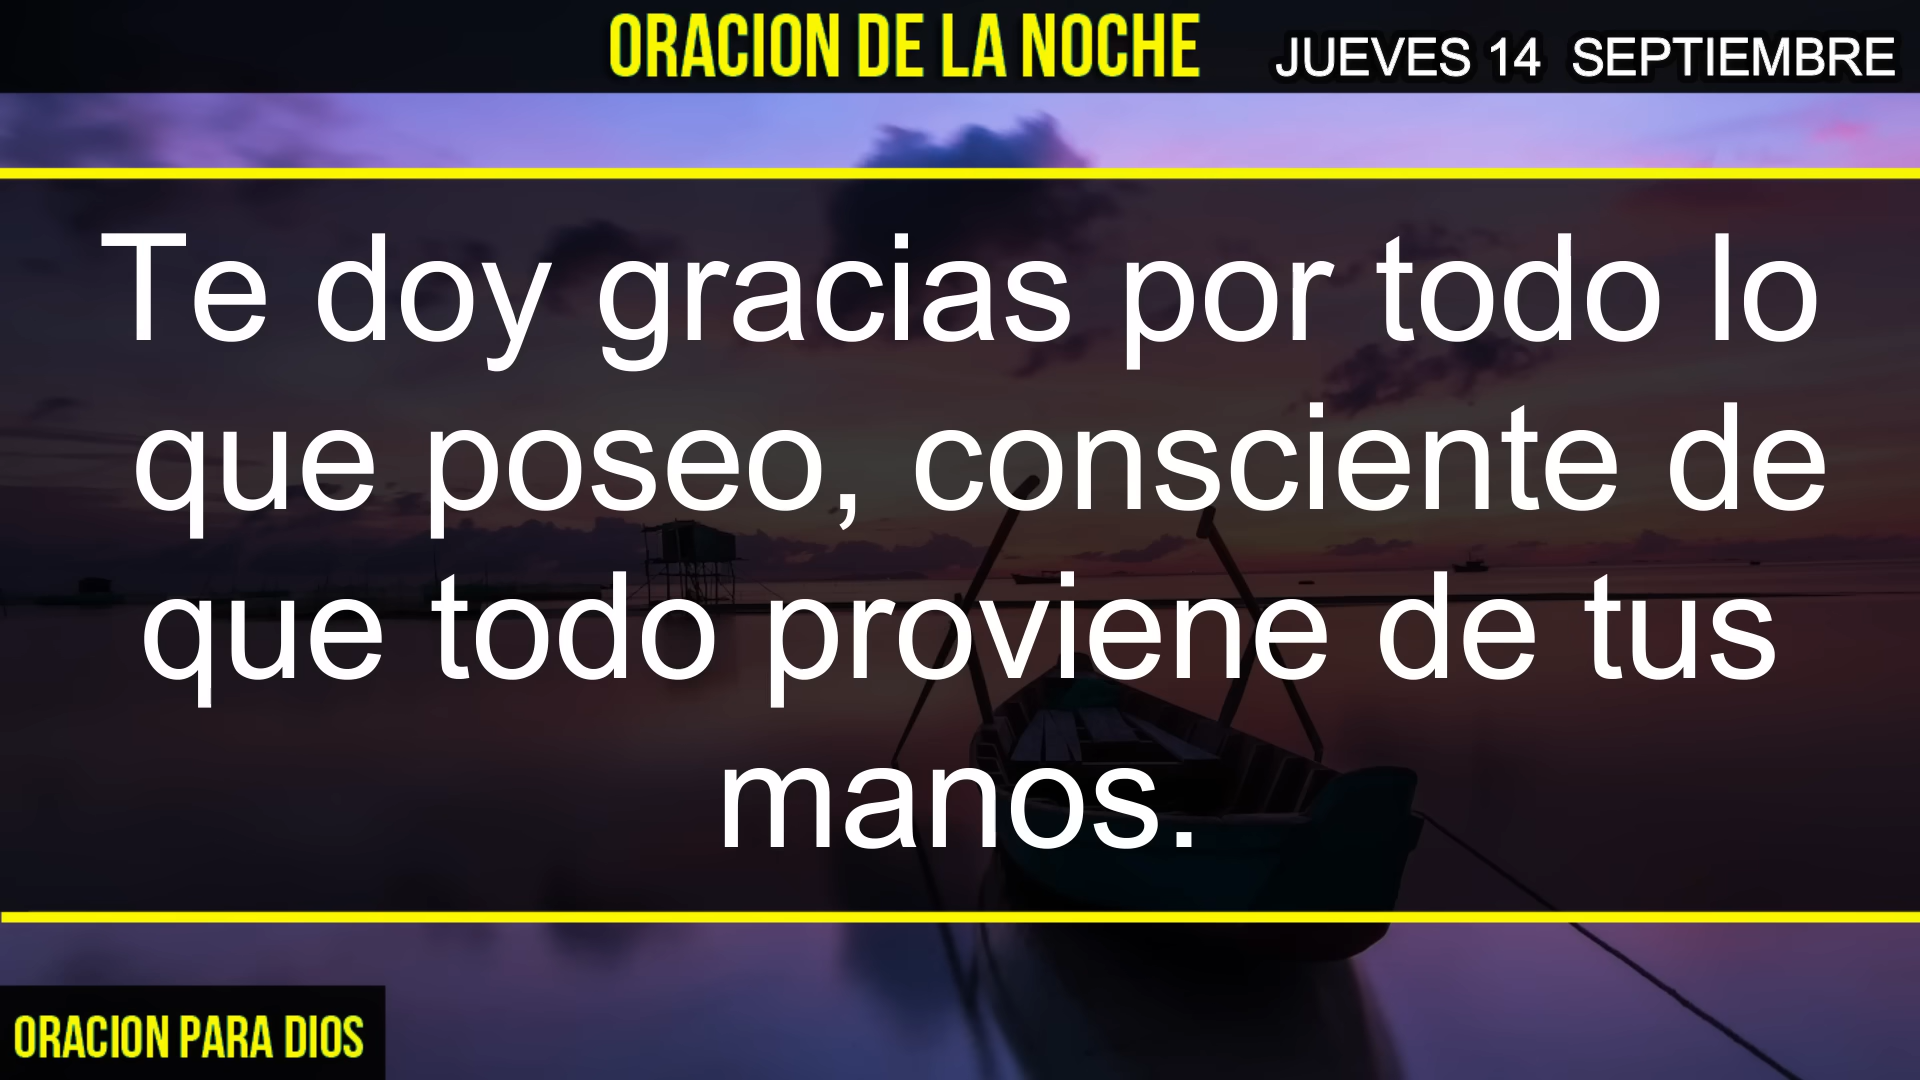 ORACION DE LA NOCHE
JUEVES 14 SEPTIEMBRE
Te doy gracias por todo lo
que poseo, consciente de
que todo proviene de tus
manos.
ORACION PARA DIOS